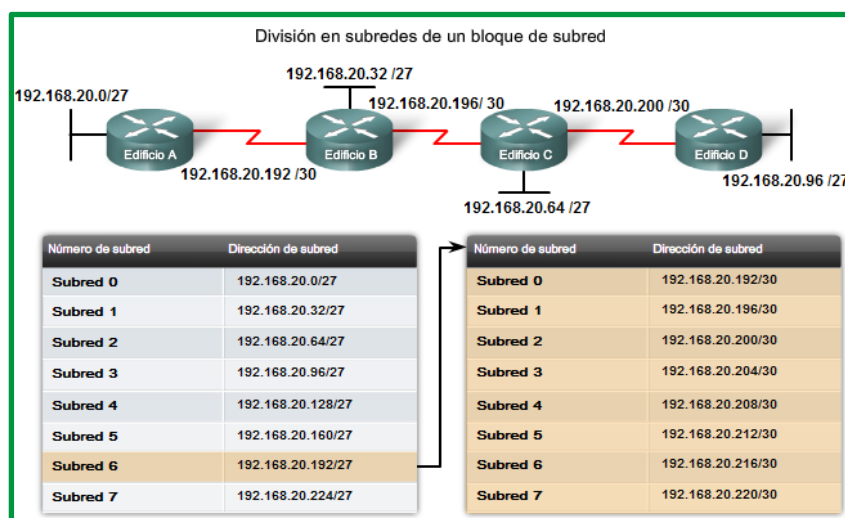 División en subredes de un bloque de subred
192.168.20.32 /27
192.168.20.0/27
192.168.20.196/ 30
192.168.20.200 /30
Edificio A
Edificio B
Edificio C
Edificio D
192.168.20.192 /30
192.168.20.96 /27
192.168.20.64 /27
Número de subred Dirección de subred
Subred 0 192.168.20.0/27
Subred 1 192.168.20.32/27
Subred 2 192.168.20.64/27
Subred 3 192.168.20.96/27
Subred 4 192.168.20.128/27
Subred 5 192.168.20.160/27
Subred 6 192.168.20.192/27
Subred 7 192.168.20.224/27
Número de subred Dirección de subred
Subred 0 192.168.20.192/30
Subred 1 192.168.20.196/30
Subred 2 192.168.20.200/30
Subred 3 192.168.20.204/30
Subred 4 192.168.20.208/30
Subred 5 192.168.20.212/30
Subred 6 192.168.20.216/30
Subred 7 192.168.20.220/30